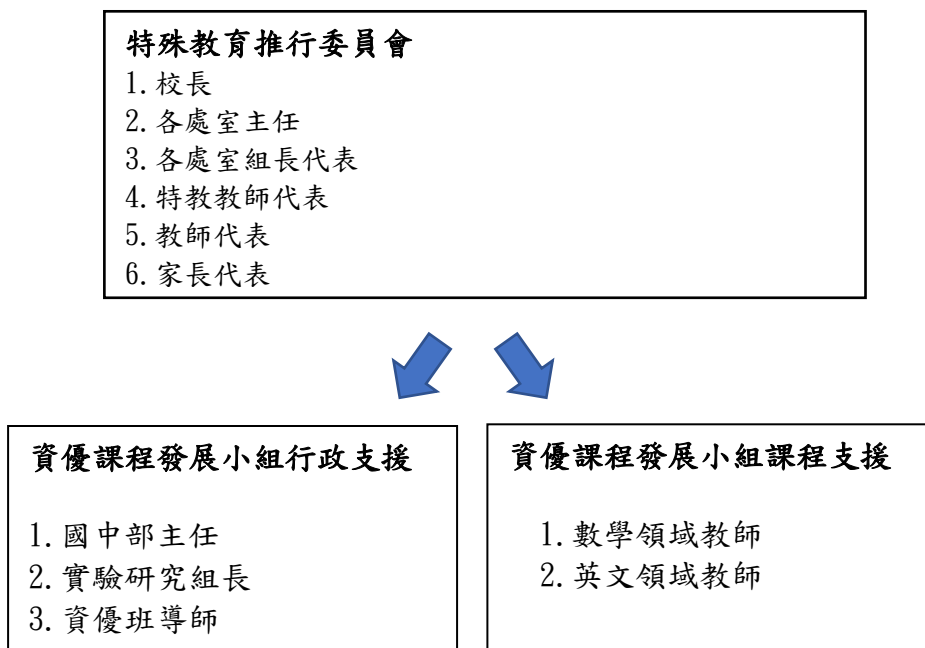 特殊教育推行委員會
1.校長
2.各處室主任
3.各處室組長代表
4.特教教師代表
5.教師代表
6.家長代表
資優課程發展小組行政支援
1.國中部主任
2.實驗研究組長
3.資優班導師
資優課程發展小組課程支援
1.數學領域教師
2.英文領域教師